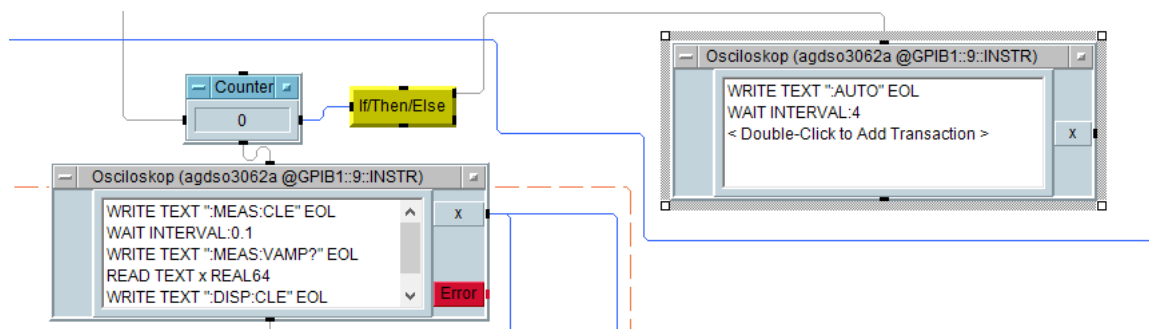 Counter
0
If/Then/Else
Osciloskop (agdso3062a @GPIB1::9::INSTR)
WRITE TEXT ":AUTO" EOL
WAIT INTERVAL:4
< Double-Click to Add Transaction >
X
Osciloskop (agdso3062a @GPIB1::9::INSTR)
WRITE TEXT ":MEAS:CLE" EOL
WAIT INTERVAL:0.1
WRITE TEXT ":MEAS:VAMP?" EOL
READ TEXT x REAL64
WRITE TEXT ":DISP:CLE" EOL
X
Error